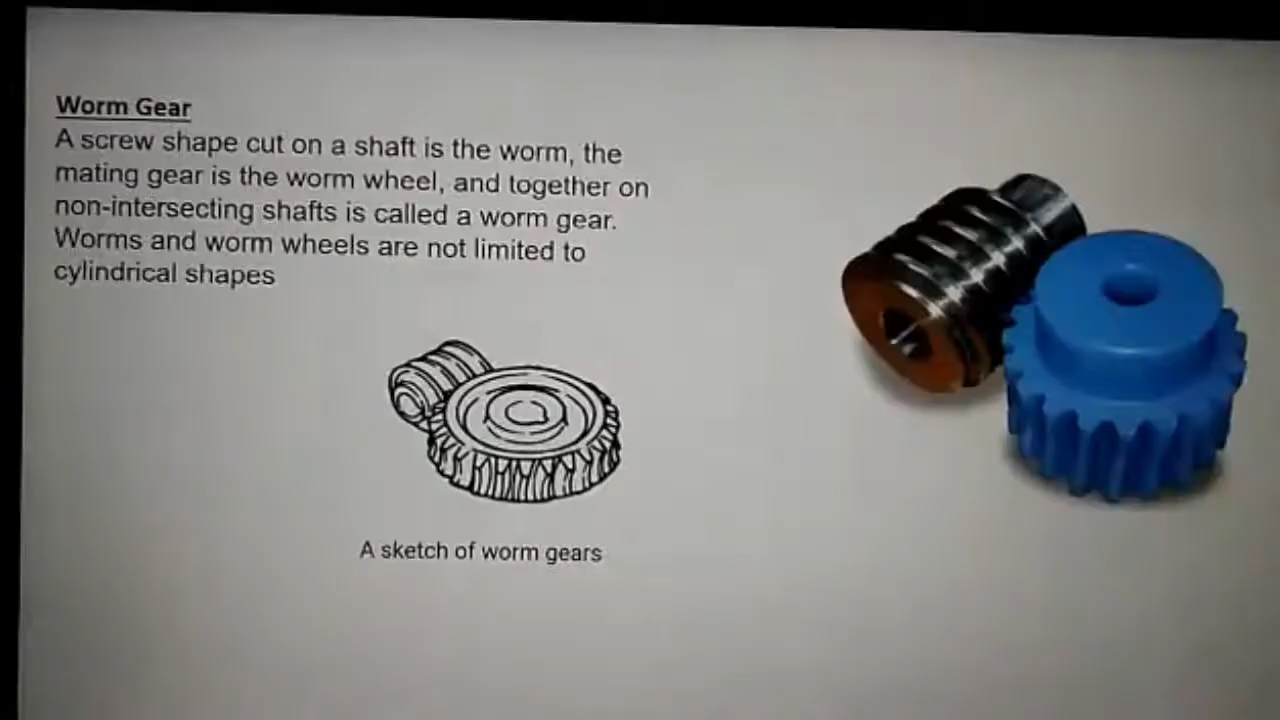 Worm Gear
A screw shape cut on a shaft is the worm, the
mating gear is the worm wheel, and together on
non-intersecting shafts is called a worm gear.
Worms and worm wheels are not limited to
cylindrical shapes
A sketch of worm gears